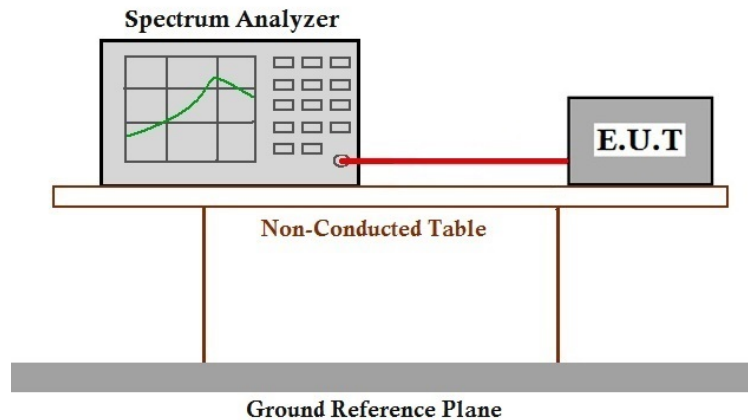 Spectrum Analyzer
E.U.T
Non-Conducted Table
Ground Reference Plane